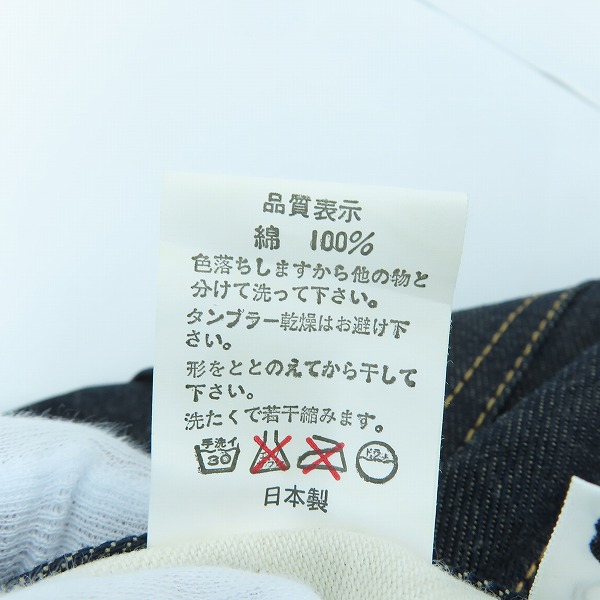 品質表示
綿 100%
色落ちしますから他の物と
分けて洗って下さい。
タンブラー乾燥はお避け下
さい。
形をととのえてから干して
下さい。
洗たくで若干縮みます。
手洗イ
30
ドライ
日本製